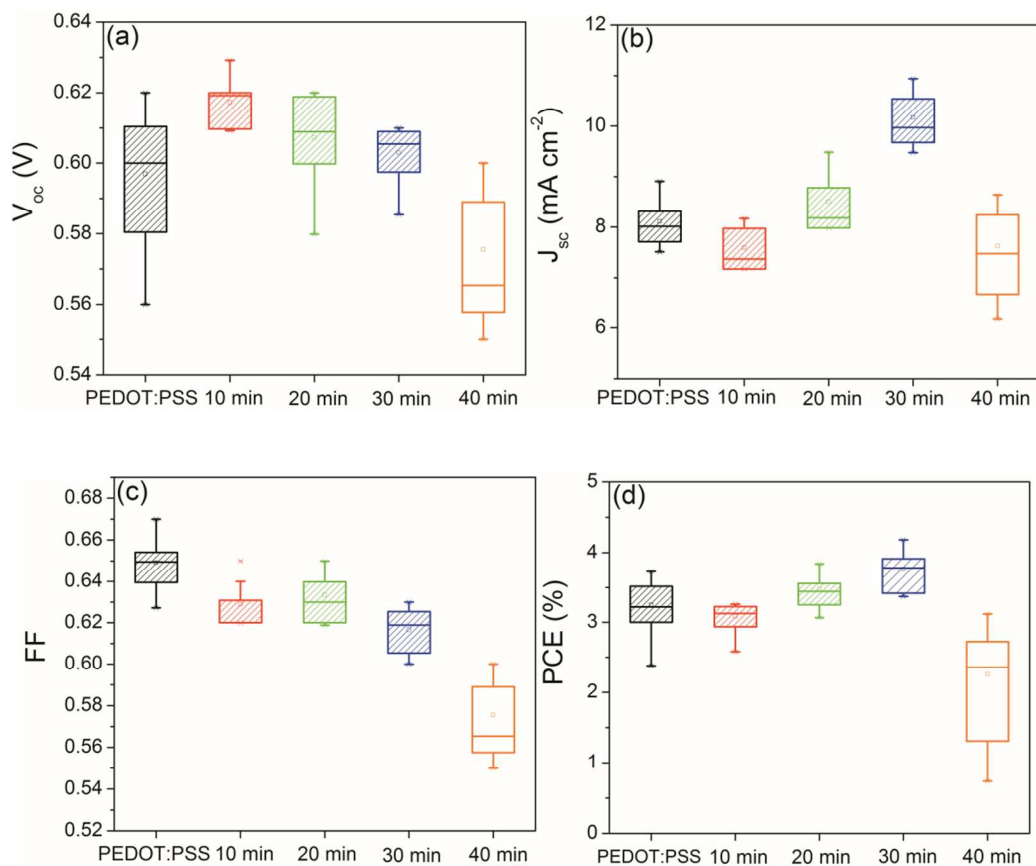 (a)
V_oc (V)
0.64
0.62
0.60
0.58
0.56
0.54
PEDOT:PSS 10 min 20 min 30 min 40 min
(b)
J_sc (mA cm⁻²)
12
10
8
6
PEDOT:PSS 10 min 20 min 30 min 40 min
(c)
FF
0.68
0.66
0.64
0.62
0.60
0.58
0.56
0.54
0.52
PEDOT:PSS 10 min 20 min 30 min 40 min
(d)
PCE (%)
5
4
3
2
1
0
PEDOT:PSS 10 min 20 min 30 min 40 min